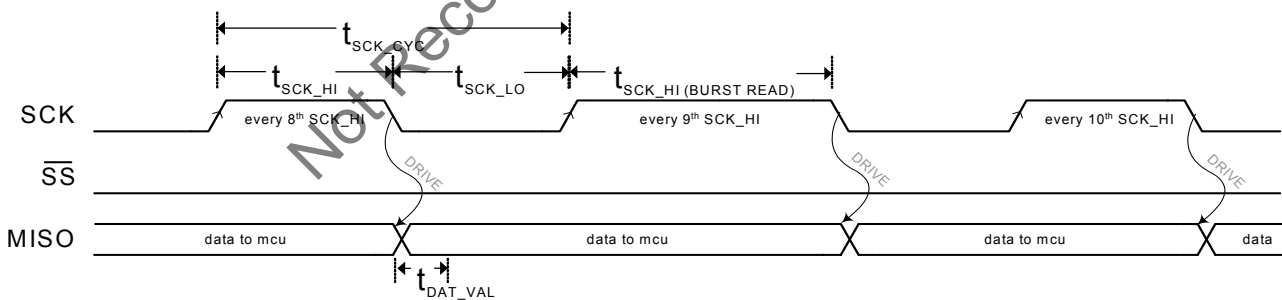 tSCK_CYC
tSCK_HI
tSCK_LO
tSCK_HI (BURST READ)
SCK
every 8th SCK_HI
every 9th SCK_HI
every 10th SCK_HI
SS
DRIVE
DRIVE
DRIVE
MISO
data to mcu
data to mcu
data to mcu
data
tDAT_VAL
Not Reco